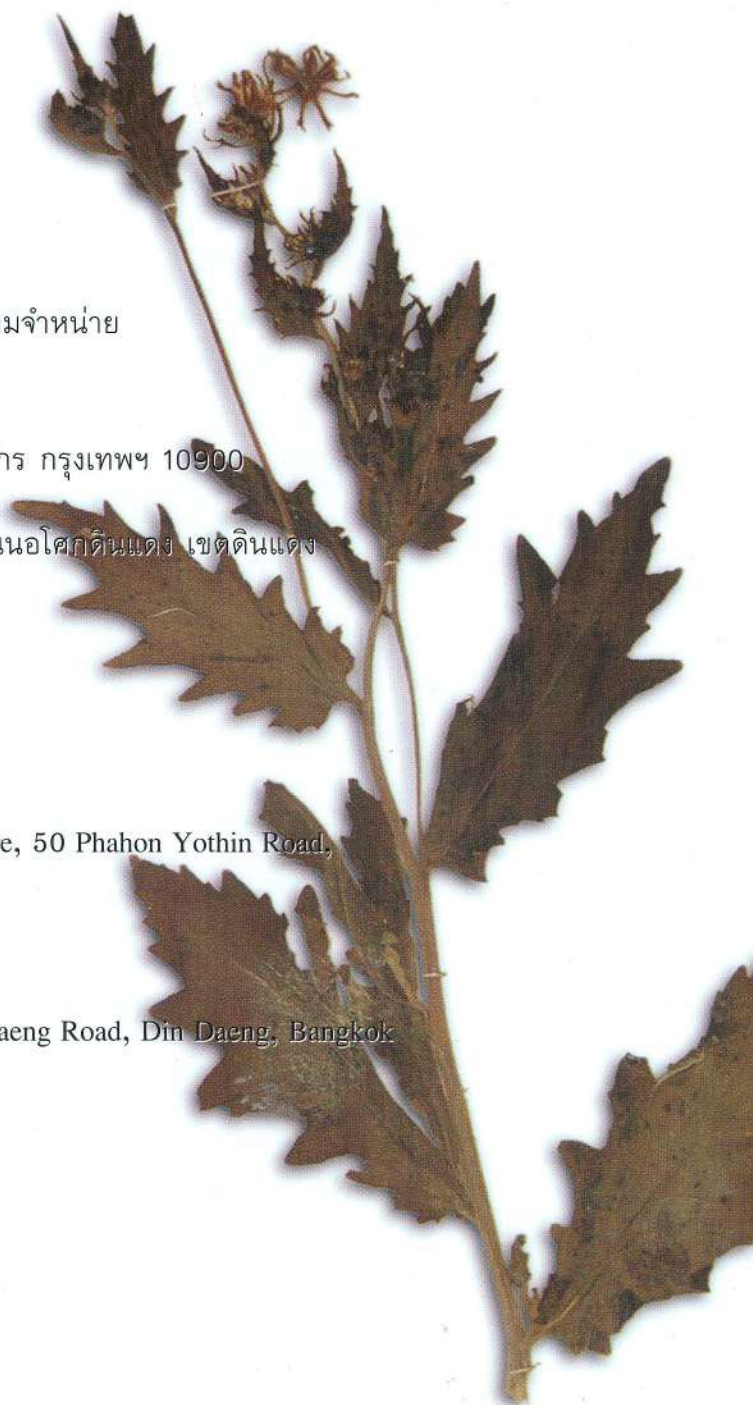 มจำหน่าย
กร กรุงเทพฯ 10900
นนอโศกดินแดง เขตดินแดง
e, 50 Phahon Yothin Road,
aeng Road, Din Daeng, Bangkok